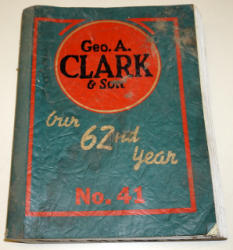 Geo. A.
CLARK
& Son
Our
62nd
Year
No. 41